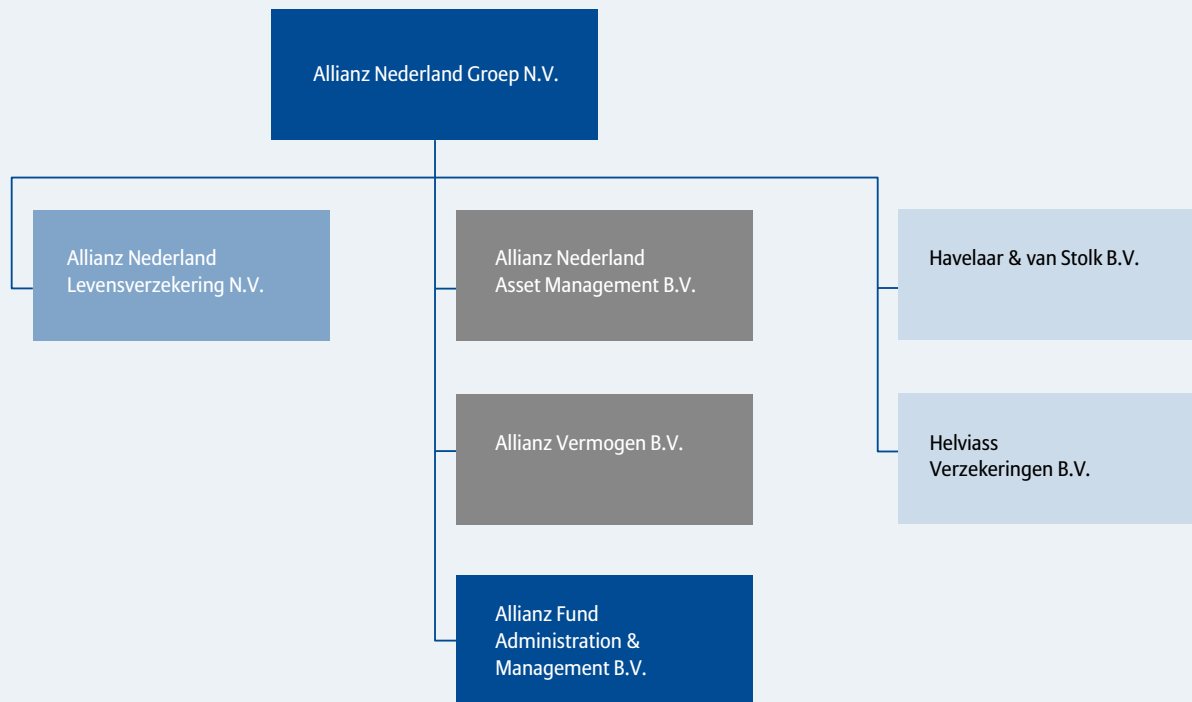 Allianz Nederland Groep N.V.
Allianz Nederland
Levensverzekering N.V.
Allianz Nederland
Asset Management B.V.
Havelaar & van Stolk B.V.
Allianz Vermogen B.V.
Helviass
Verzekeringen B.V.
Allianz Fund
Administration &
Management B.V.